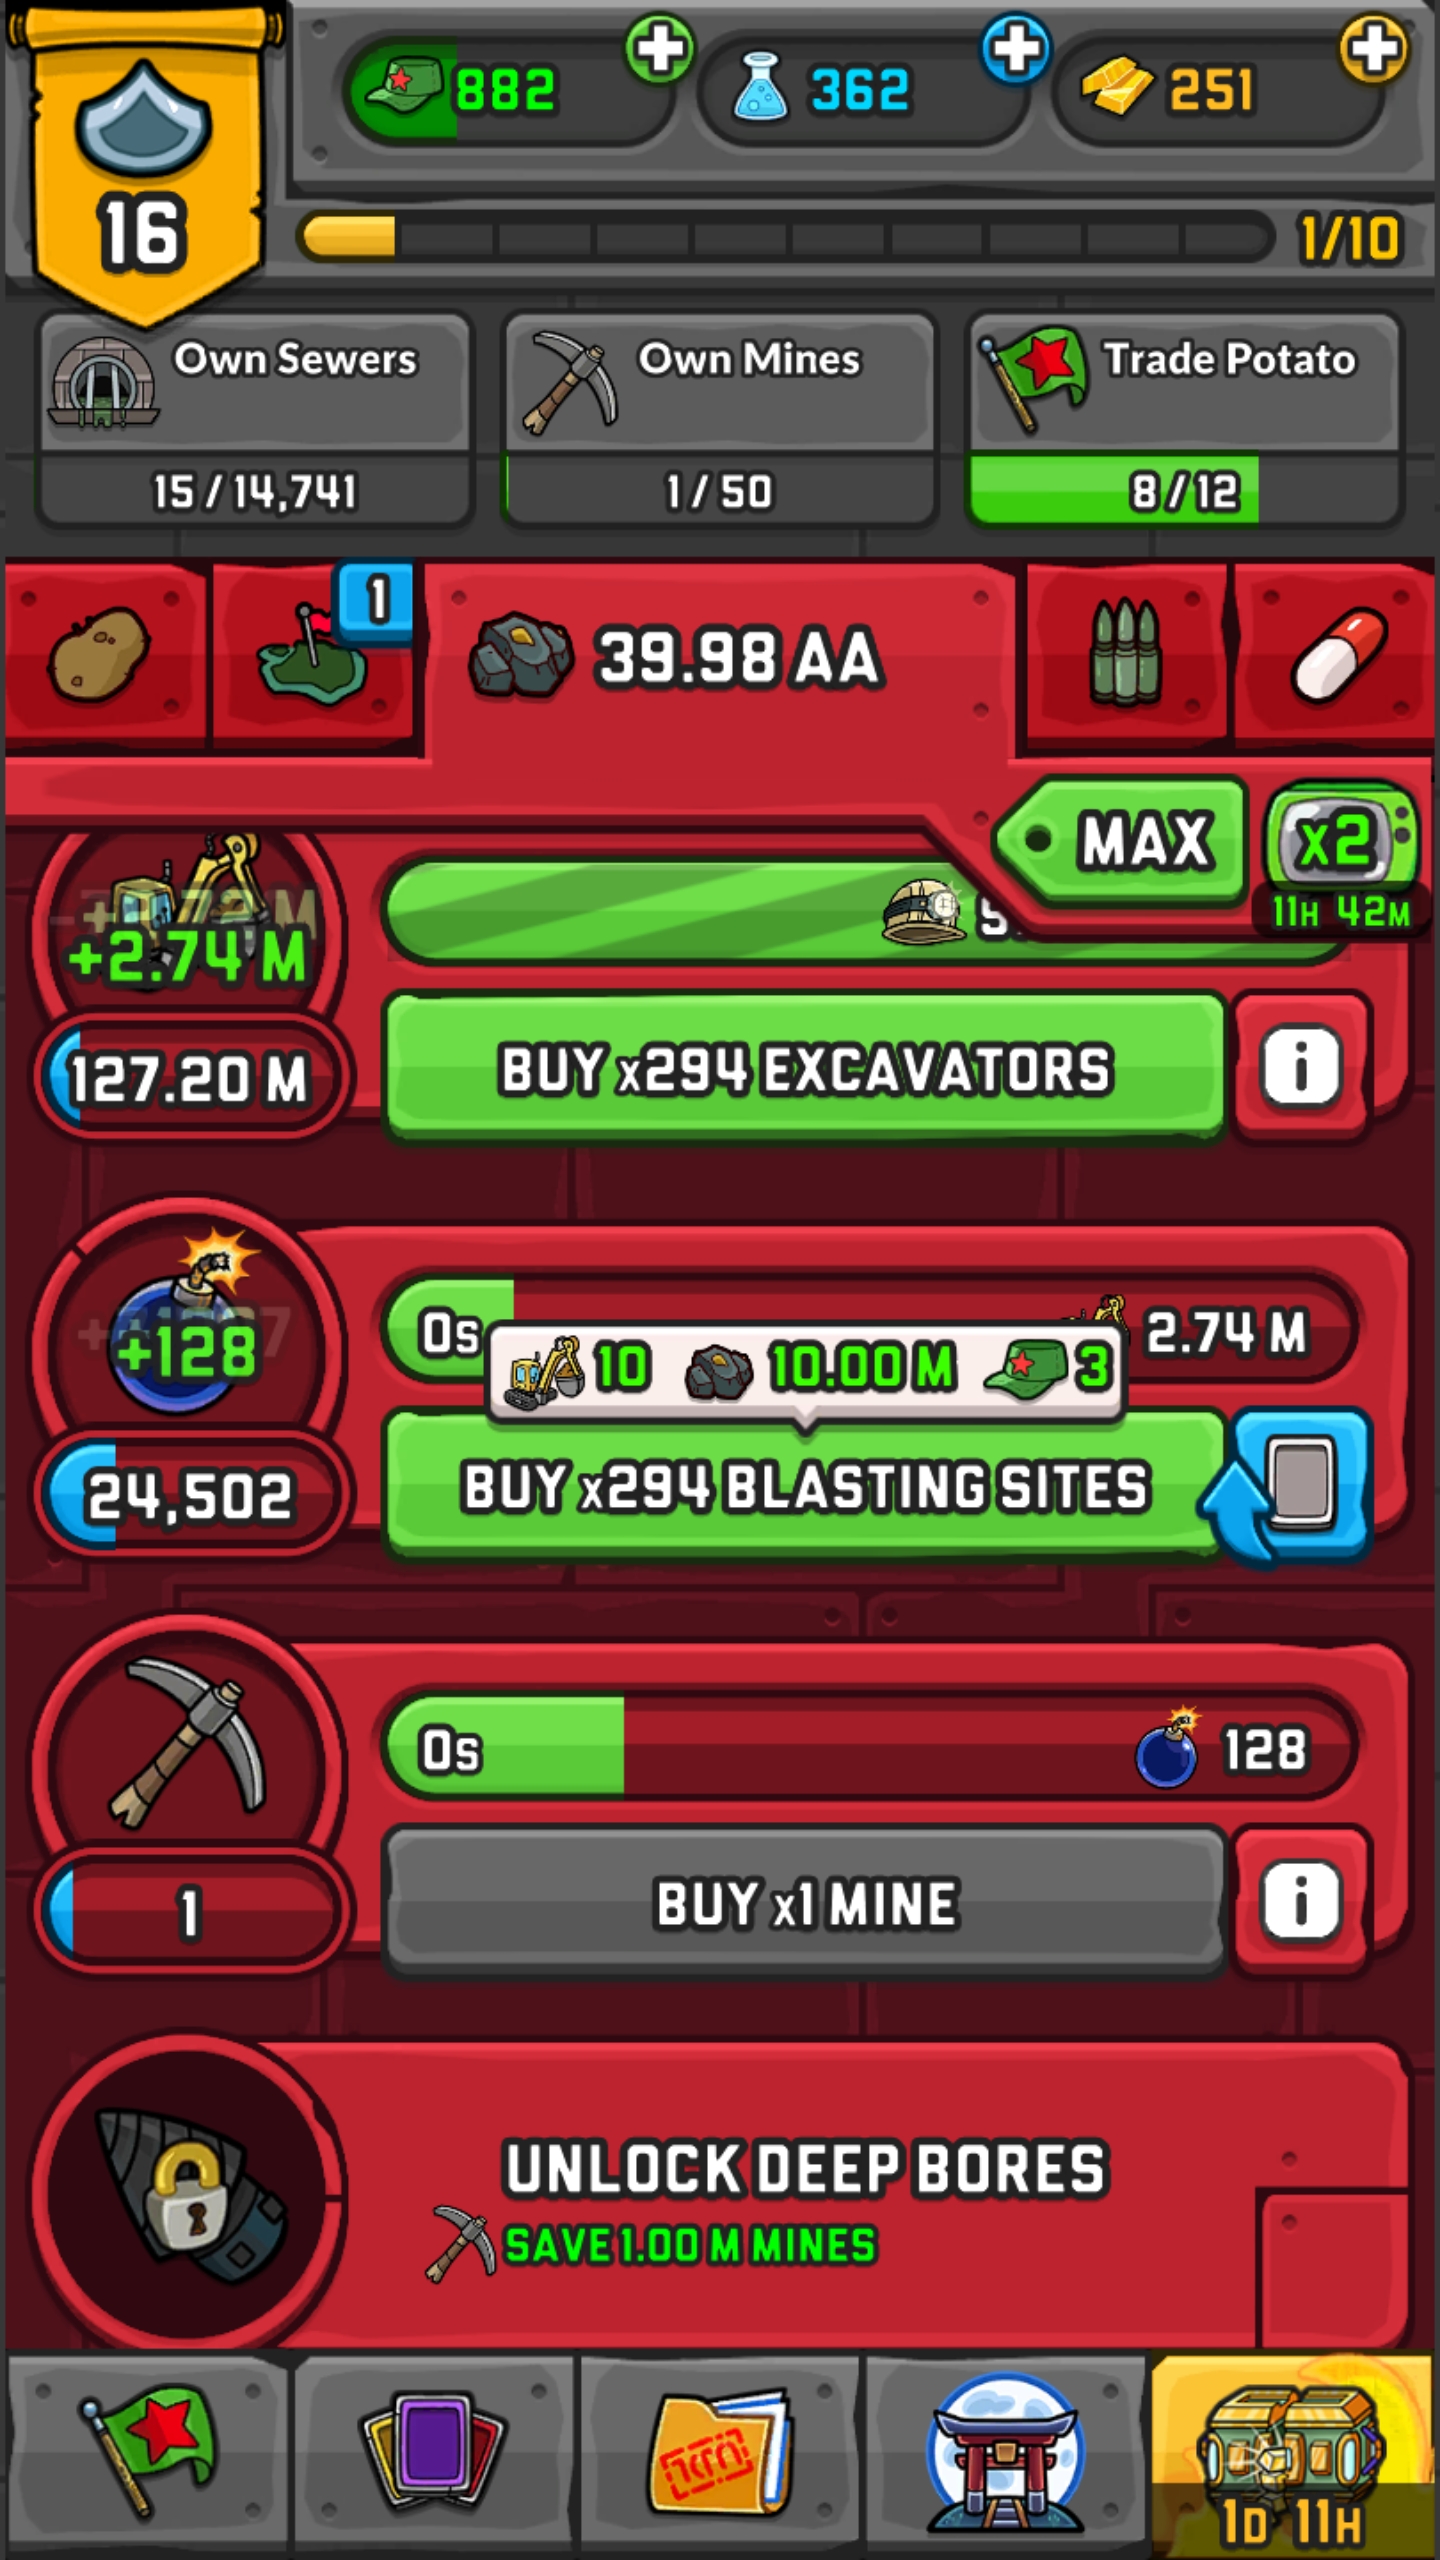 882
362
251
16
1/10
Own Sewers
Own Mines
Trade Potato
15/14,741
1/50
8/12
1
39.98 AA
MAX
x2
11H 42M
+2.74 M
127.20 M
BUY x294 EXCAVATORS
i
+128
0s
2.74 M
10
10.00 M
3
24,502
BUY x294 BLASTING SITES
0s
128
1
BUY x1 MINE
i
UNLOCK DEEP BORES
SAVE 1.00 M MINES
1D 11H